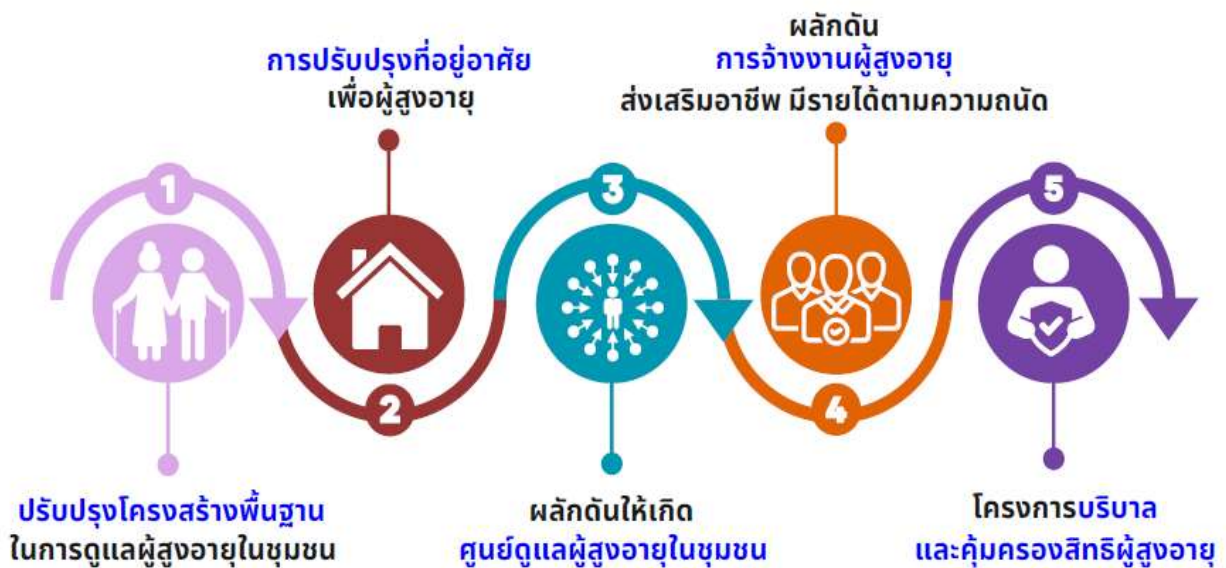 1
ปรับปรุงโครงสร้างพื้นฐาน
ในการดูแลผู้สูงอายุในชุมชน
การปรับปรุงที่อยู่อาศัย
เพื่อผู้สูงอายุ
2
3
ผลักดันให้เกิด
ศูนย์ดูแลผู้สูงอายุในชุมชน
ผลักดัน
การจ้างงานผู้สูงอายุ
ส่งเสริมอาชีพ มีรายได้ตามความถนัด
4
5
โครงการบริบาล
และคุ้มครองสิทธิผู้สูงอายุ